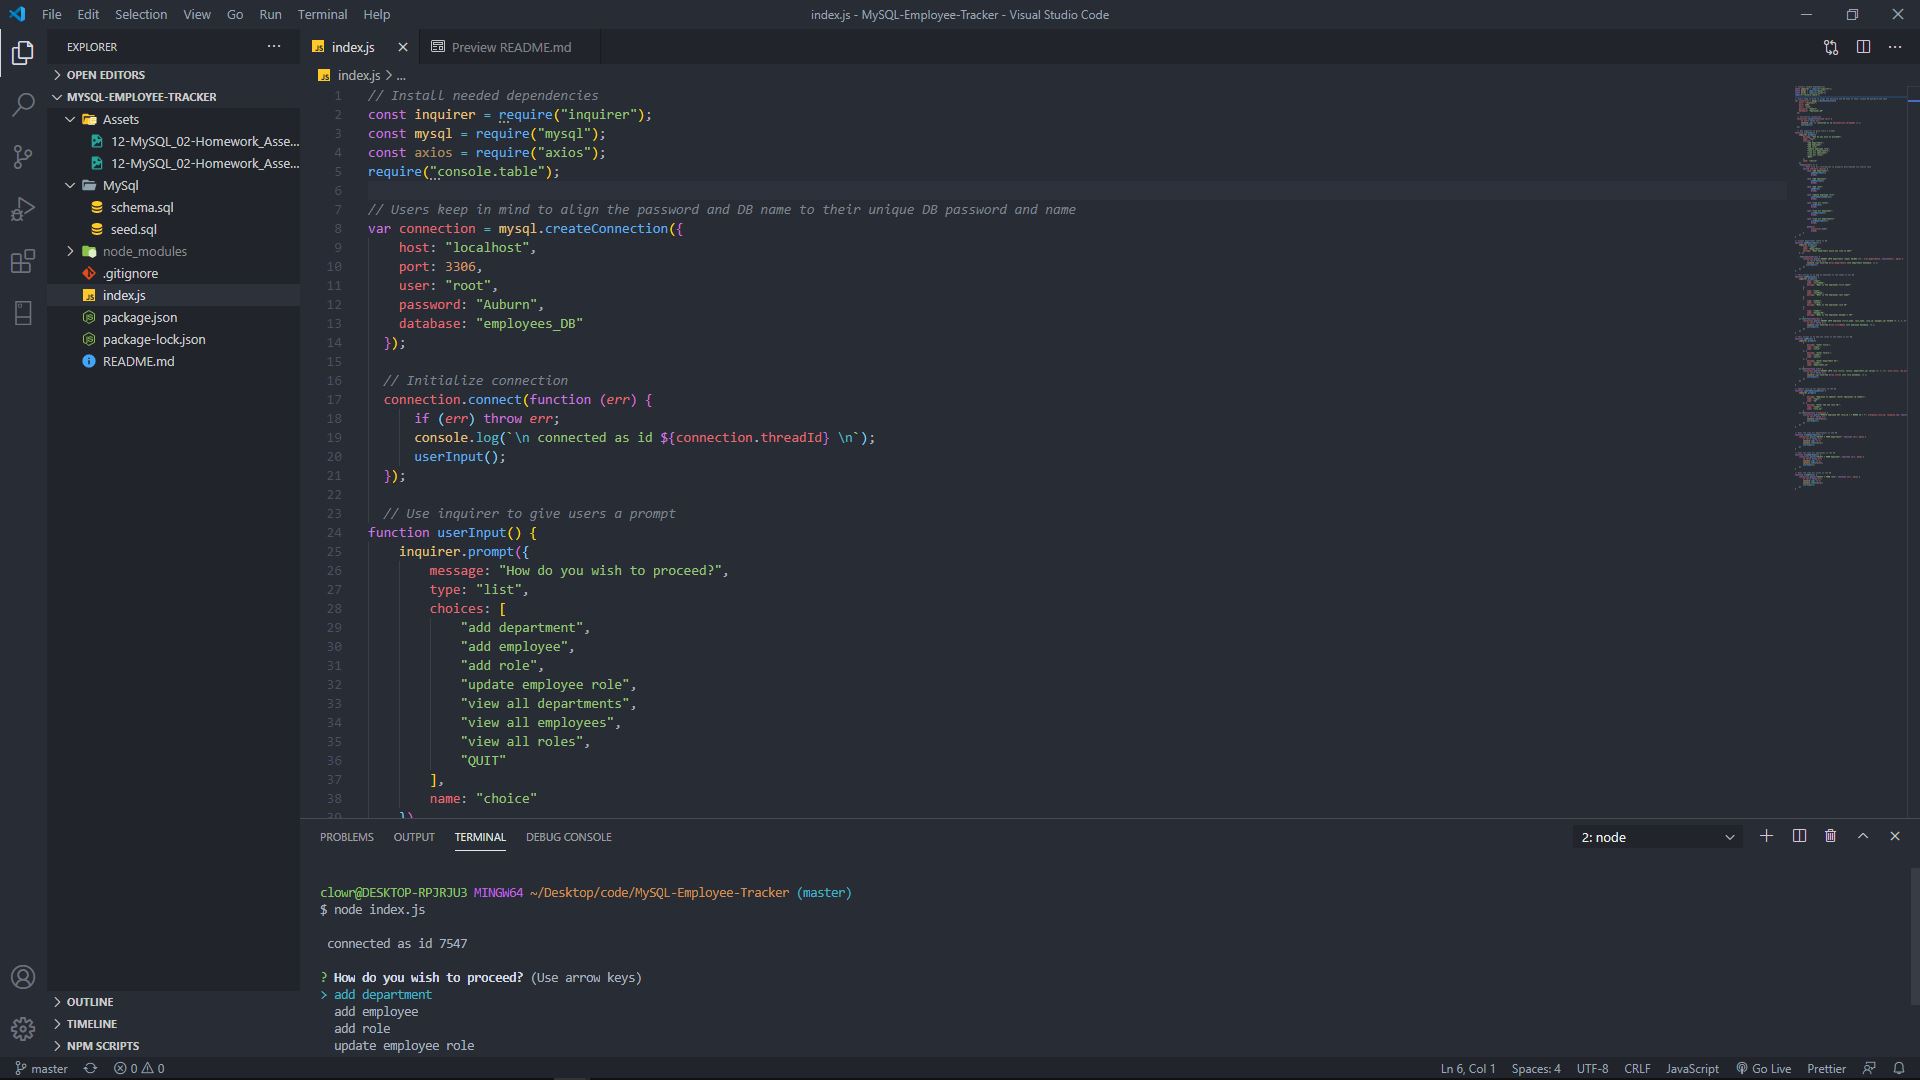 File Edit Selection View Go Run Terminal Help
index.js - MySQL-Employee-Tracker - Visual Studio Code
EXPLORER
OPEN EDITORS
MYSQL-EMPLOYEE-TRACKER
Assets
12-MySQL_02-Homework_Asse...
12-MySQL_02-Homework_Asse...
MySql
schema.sql
seed.sql
node_modules
.gitignore
index.js
package.json
package-lock.json
README.md
OUTLINE
TIMELINE
NPM SCRIPTS
index.js
Preview README.md
index.js > ...
1 // Install needed dependencies
2 const inquirer = require("inquirer");
3 const mysql = require("mysql");
4 const axios = require("axios");
5 require("console.table");
6
7 // Users keep in mind to align the password and DB name to their unique DB password and name
8 var connection = mysql.createConnection({
9 host: "localhost",
10 port: 3306,
11 user: "root",
12 password: "Auburn",
13 database: "employees_DB"
14 });
15
16 // Initialize connection
17 connection.connect(function (err) {
18 if (err) throw err;
19 console.log(`\n connected as id ${connection.threadId} \n`);
20 userInput();
21 });
22
23 // Use inquirer to give users a prompt
24 function userInput() {
25 inquirer.prompt({
26 message: "How do you wish to proceed?",
27 type: "list",
28 choices: [
29 "add department",
30 "add employee",
31 "add role",
32 "update employee role",
33 "view all departments",
34 "view all employees",
35 "view all roles",
36 "QUIT"
37 ],
38 name: "choice"
39 })
PROBLEMS OUTPUT TERMINAL DEBUG CONSOLE
2: node
clowr@DESKTOP-RPJRJU3 MINGW64 ~/Desktop/code/MySQL-Employee-Tracker (master)
$ node index.js
connected as id 7547
? How do you wish to proceed? (Use arrow keys)
> add department
add employee
add role
update employee role
master 0 0
Ln 6, Col 1 Spaces: 4 UTF-8 CRLF JavaScript Go Live Prettier